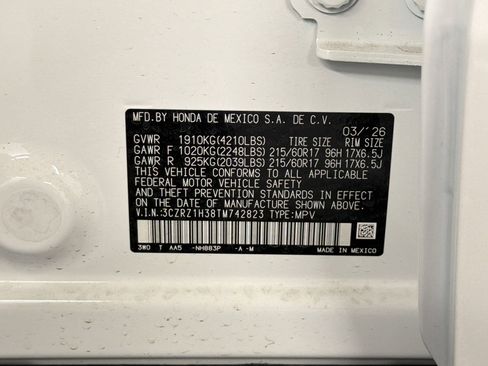 MFD.BY HONDA DE MEXICO S.A. DE C.V.
03/'26
GVWR 1910KG(4210LBS) TIRE SIZE RIM SIZE
GAWR F 1020KG(2248LBS) 215/60R17 96H 17X6.5J
GAWR R 925KG(2039LBS) 215/60R17 96H 17X6.5J
THIS VEHICLE CONFORMS TO ALL APPLICABLE
FEDERAL MOTOR VEHICLE SAFETY
AND THEFT PREVENTION STANDARDS IN EFFECT
ON THE DATE OF MANUFACTURE SHOWN ABOVE.
V.I.N.:3CZRZ1H38TM742823 TYPE:MPV
3W0 T AA5 -NH883P -A -M MADE IN MEXICO